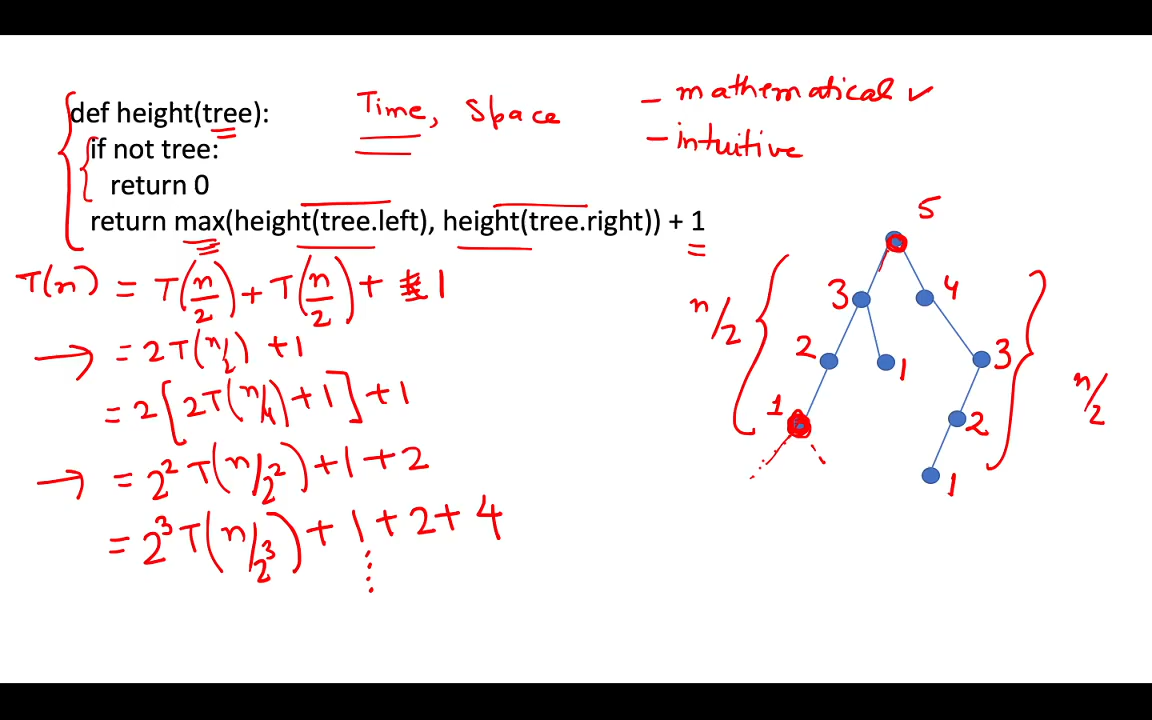 def height(tree):
if not tree:
return 0
return max(height(tree.left), height(tree.right)) + 1
Time, Space
- mathematical ✓
- intuitive
T(n) = T(n/2) + T(n/2) + 1
→ = 2T(n/2) + 1
= 2[2T(n/4) + 1] + 1
→ = 2² T(n/2²) + 1 + 2
= 2³ T(n/2³) + 1 + 2 + 4
⋮
5
3
4
n/2
2
1
3
1
n/2
2
1